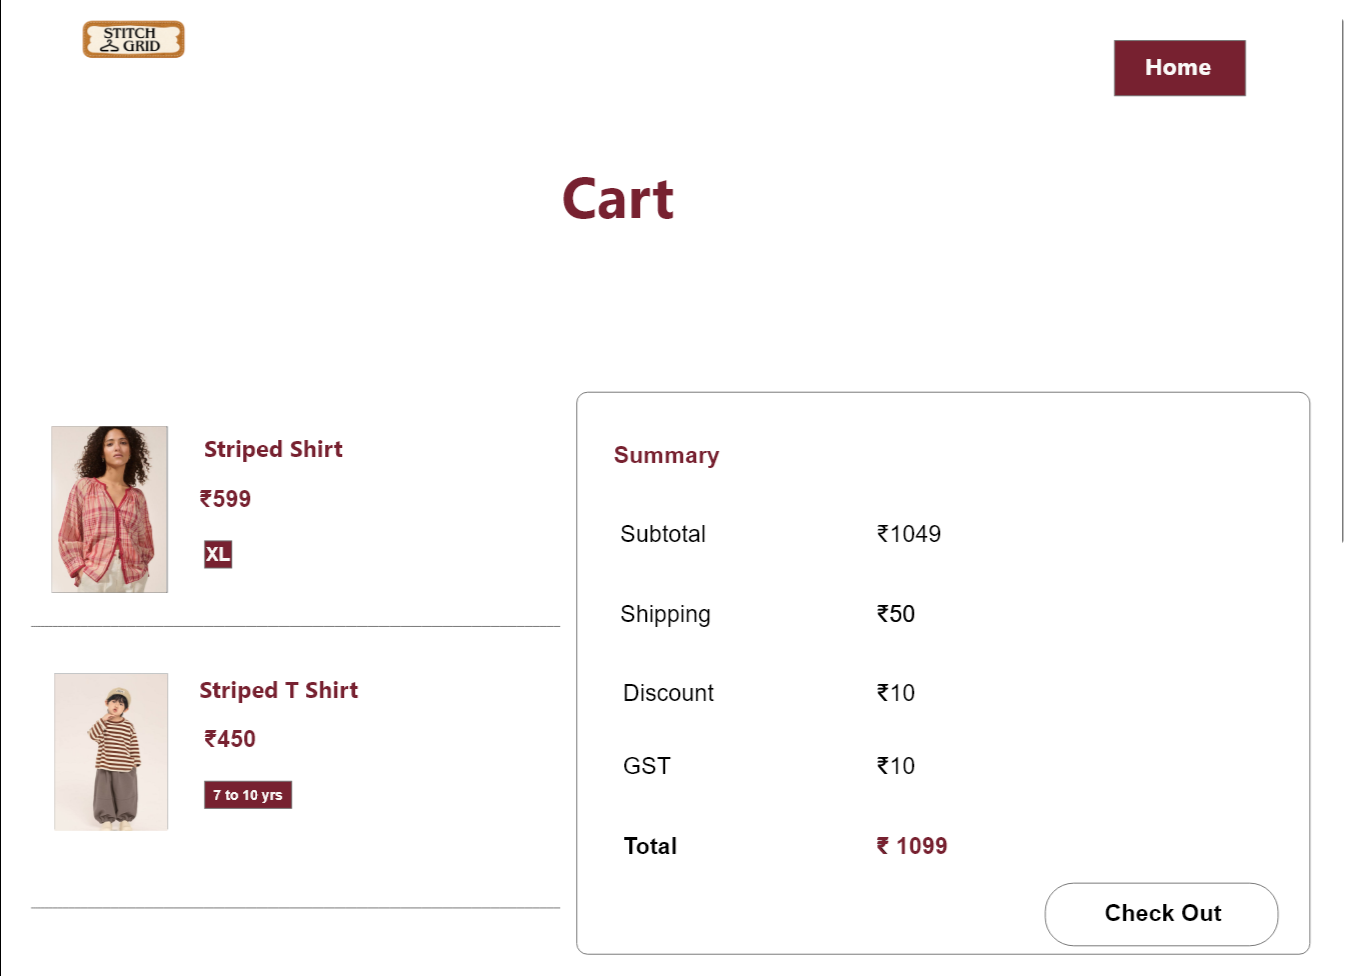 STITCH
GRID
Home
Cart
Striped Shirt
₹599
XL
Striped T Shirt
₹450
7 to 10 yrs
Summary
Subtotal ₹1049
Shipping ₹50
Discount ₹10
GST ₹10
Total ₹ 1099
Check Out